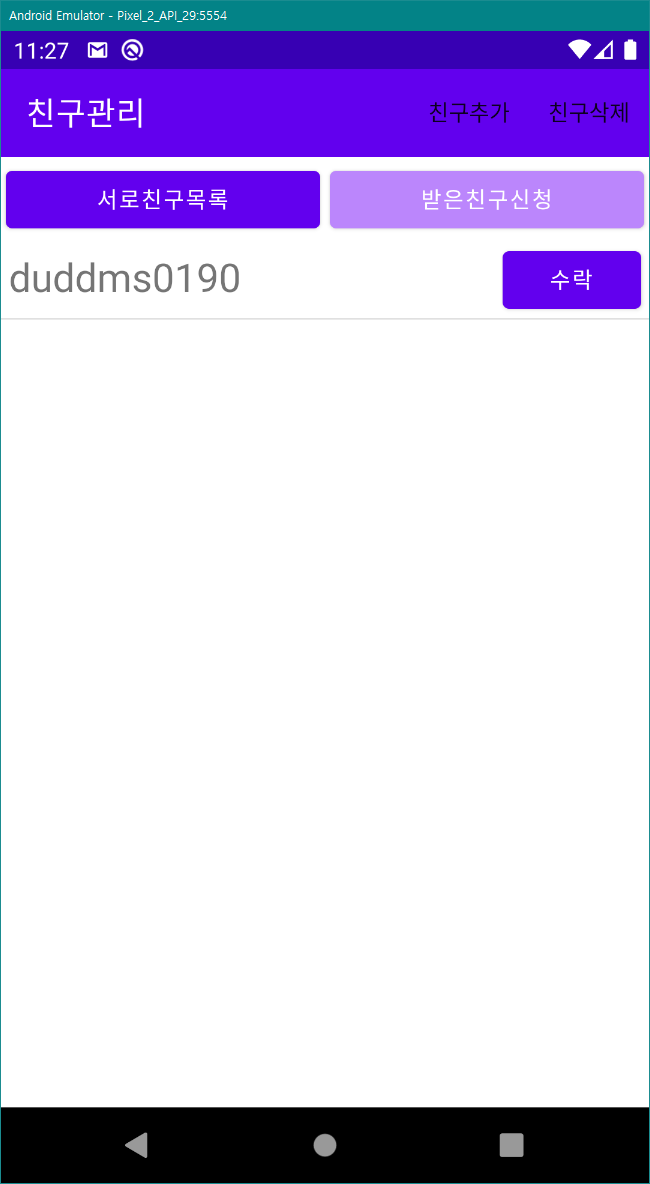 Android Emulator - Pixel_2_API_29:5554
11:27
친구관리 친구추가 친구삭제
서로친구목록 받은친구신청
duddms0190 수락